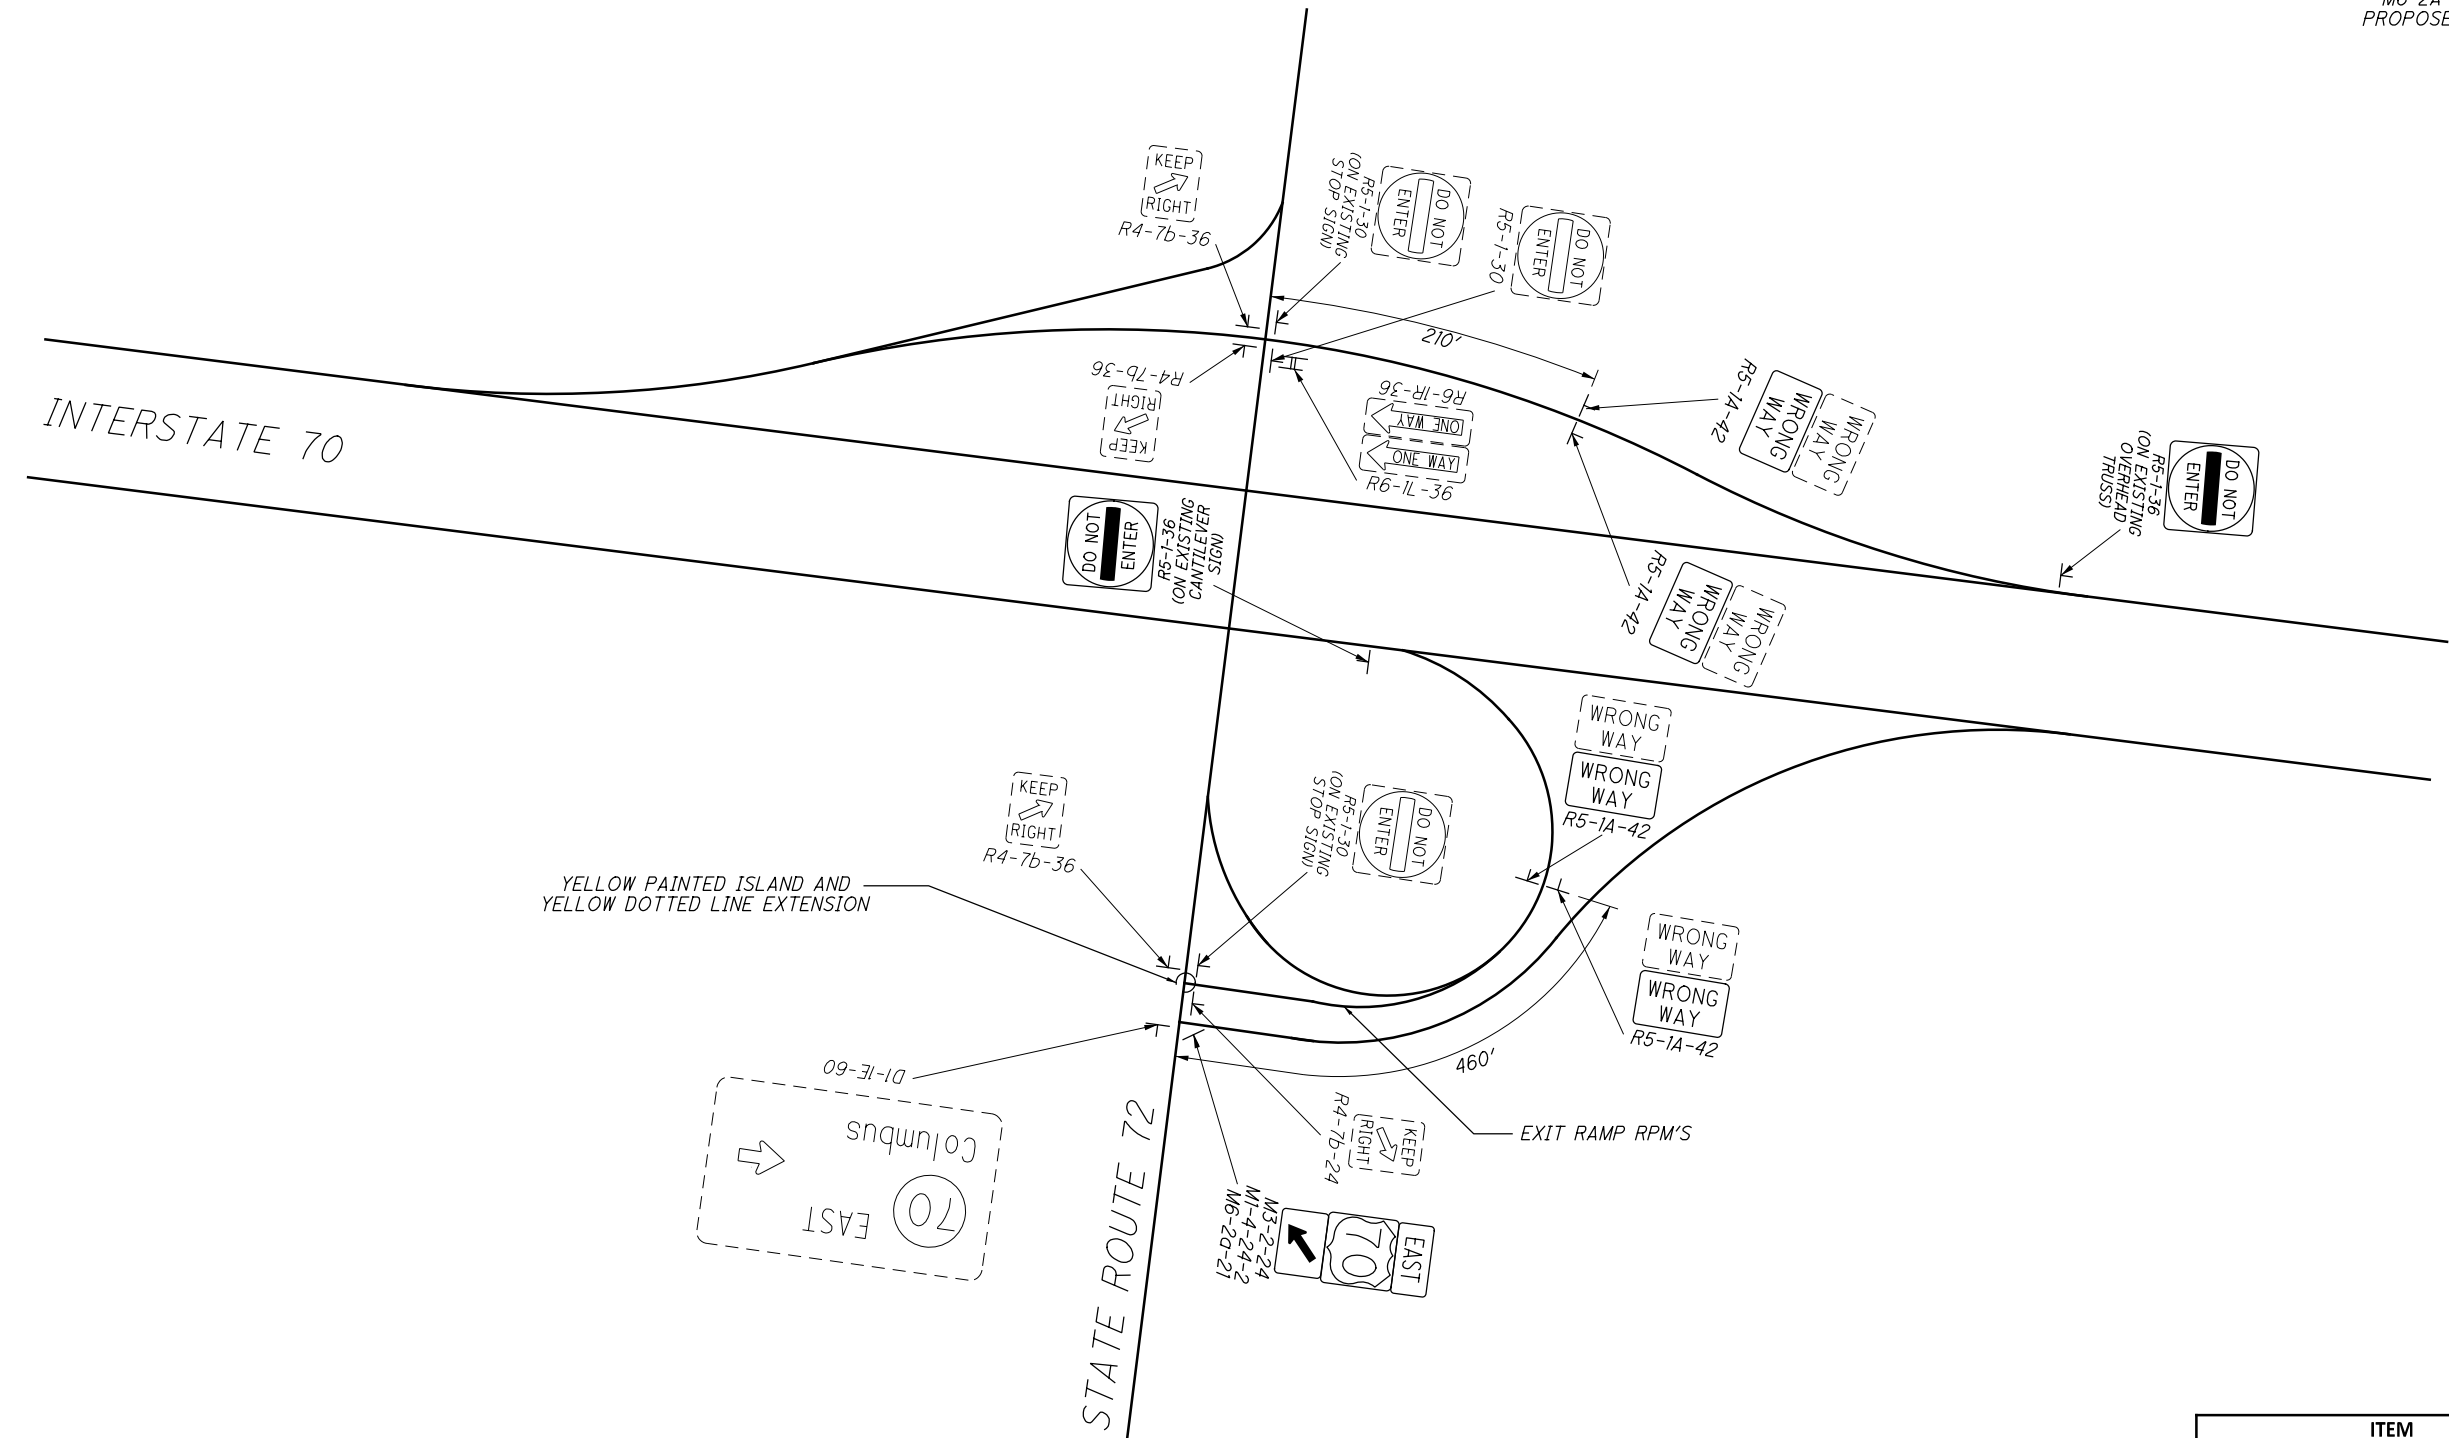 M6-2A
PROPOSE
KEEP
RIGHT
R4-7b-36
R5-1-30
(ON EXISTING
STOP SIGN)
DO NOT
ENTER
R5-1-30
DO NOT
ENTER
210'
INTERSTATE 70
R4-7b-36
KEEP
RIGHT
R6-1R-36
ONE WAY
ONE WAY
R6-1L-36
R5-1A-42
WRONG
WAY
WRONG
WAY
R5-1-36
(ON EXISTING
OVERHEAD
TRUSS)
DO NOT
ENTER
DO NOT
ENTER
R5-1-36
(ON EXISTING
CANTILEVER
SIGN)
R5-1A-42
WRONG
WAY
WRONG
WAY
WRONG
WAY
WRONG
WAY
R5-1A-42
KEEP
RIGHT
R4-7b-36
R5-1-30
(ON EXISTING
STOP SIGN)
DO NOT
ENTER
YELLOW PAINTED ISLAND AND
YELLOW DOTTED LINE EXTENSION
WRONG
WAY
WRONG
WAY
R5-1A-42
D1-1E-60
70 EAST
Columbus
460'
R4-7b-24
KEEP
RIGHT
EXIT RAMP RPM'S
M3-2-24
M1-4-24-2
M6-2a-21
EAST
70
STATE ROUTE 72
ITEM